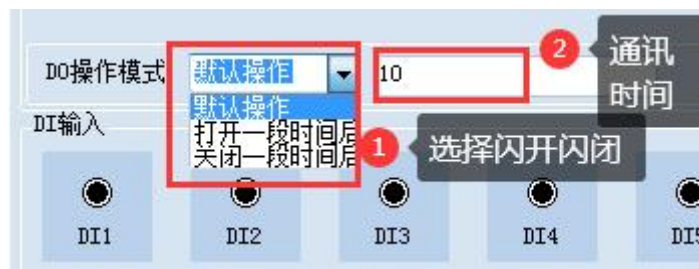 2 通讯
时间
DO操作模式 默认操作 10
默认操作
打开一段时间后
关闭一段时间后
1 选择闪开闪闭
DI输入
DI1 DI2 DI3 DI4 DI5